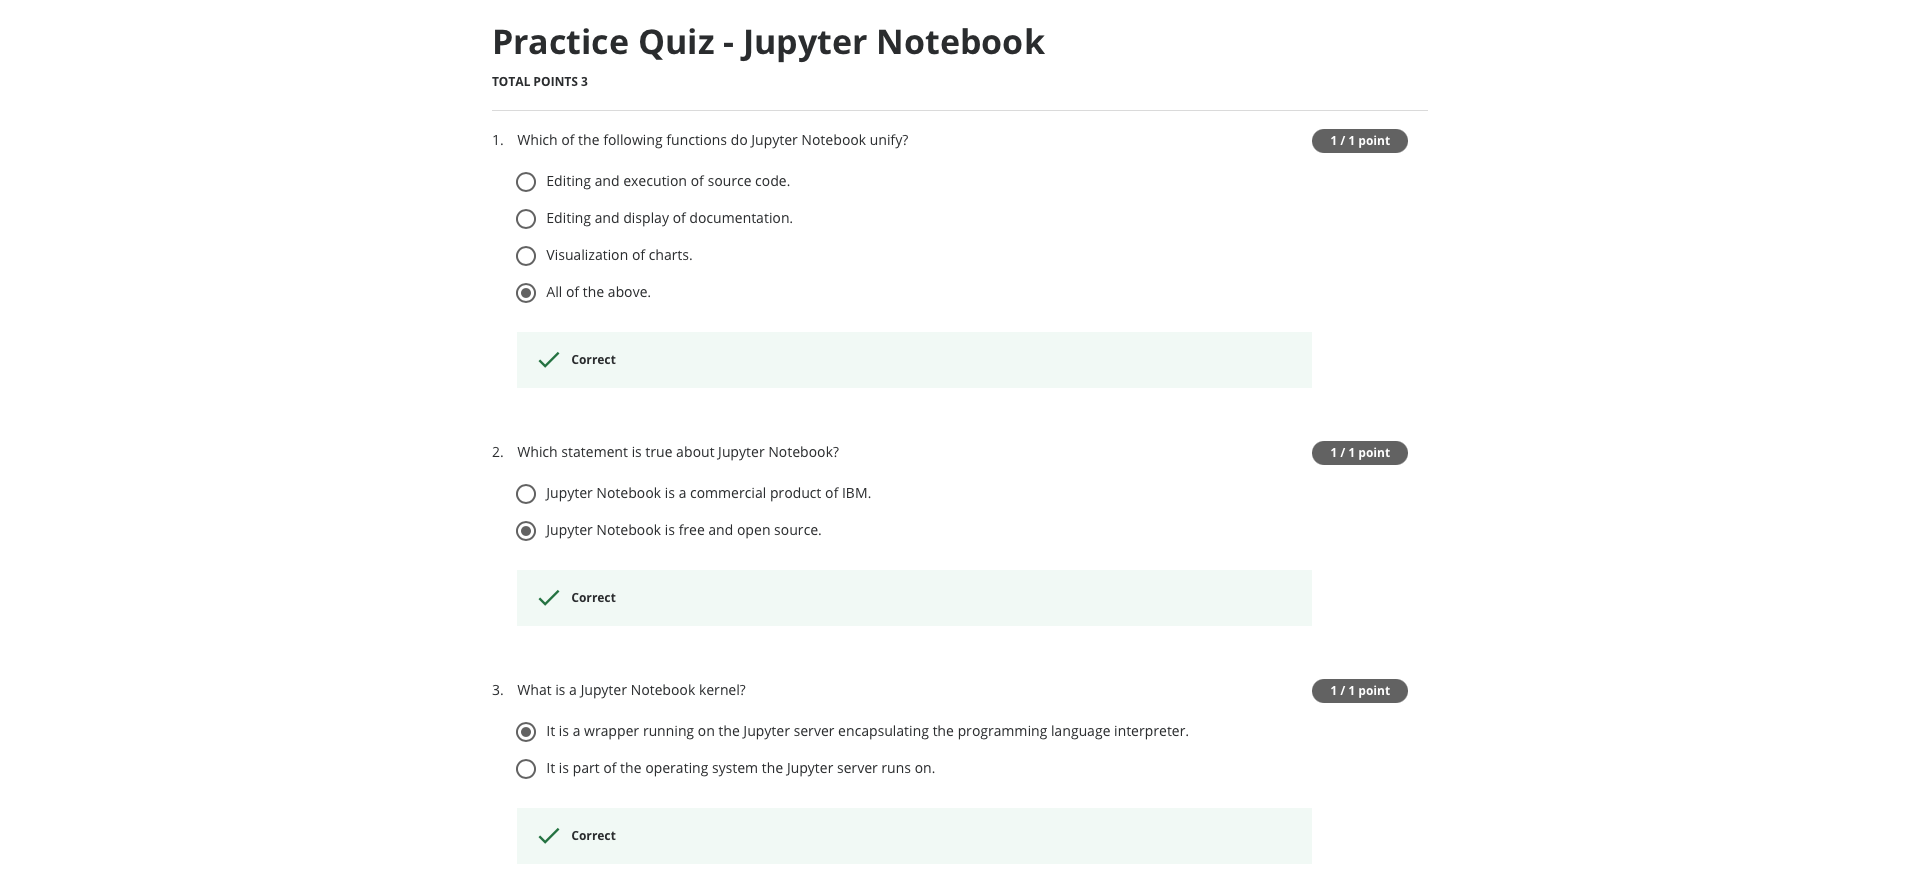 Practice Quiz - Jupyter Notebook
TOTAL POINTS 3
1. Which of the following functions do Jupyter Notebook unify?
1 / 1 point
Editing and execution of source code.
Editing and display of documentation.
Visualization of charts.
All of the above.
Correct
2. Which statement is true about Jupyter Notebook?
1 / 1 point
Jupyter Notebook is a commercial product of IBM.
Jupyter Notebook is free and open source.
Correct
3. What is a Jupyter Notebook kernel?
1 / 1 point
It is a wrapper running on the Jupyter server encapsulating the programming language interpreter.
It is part of the operating system the Jupyter server runs on.
Correct